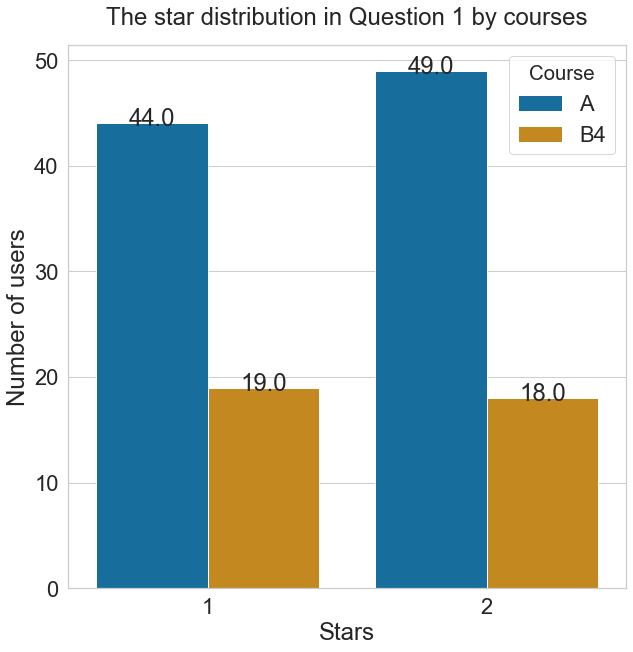 The star distribution in Question 1 by courses
Number of users
50
40
30
20
10
0
44.0
19.0
49.0
18.0
Course
A
B4
1
2
Stars